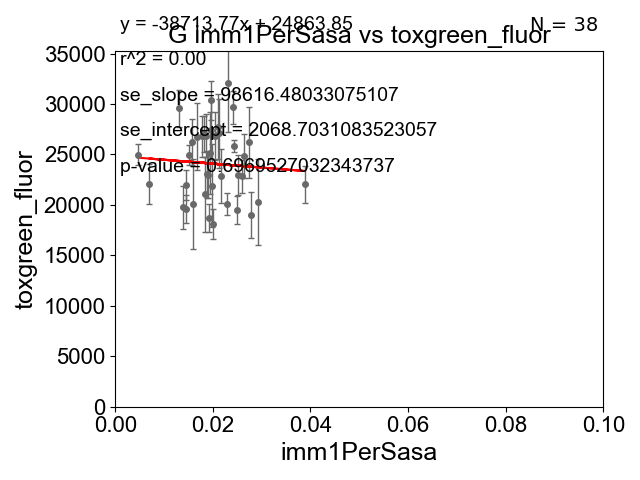 y = -38713.77x + 24863.85
N = 38
G imm1PerSasa vs toxgreen_fluor
r^2 = 0.00
se_slope = 98616.48033075107
se_intercept = 2068.7031083523057
p-value = 0.6969527032343737
35000
30000
25000
20000
15000
10000
5000
0
toxgreen_fluor
0.00 0.02 0.04 0.06 0.08 0.10
imm1PerSasa